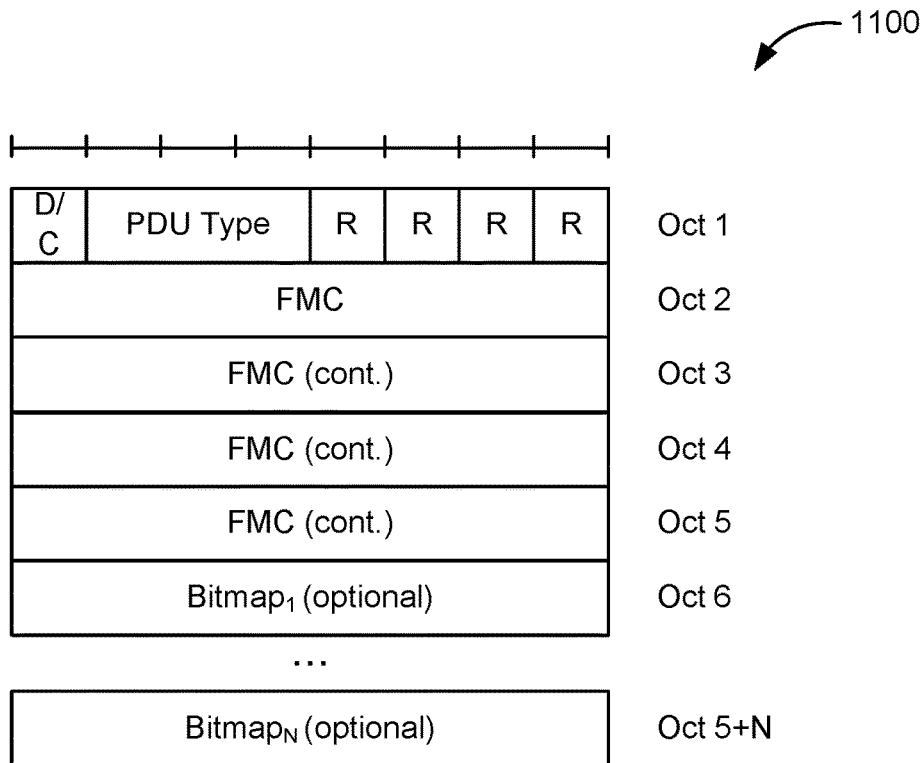 1100
D/
C PDU Type R R R R Oct 1
FMC Oct 2
FMC (cont.) Oct 3
FMC (cont.) Oct 4
FMC (cont.) Oct 5
Bitmap₁ (optional) Oct 6
...
Bitmap_N (optional) Oct 5+N